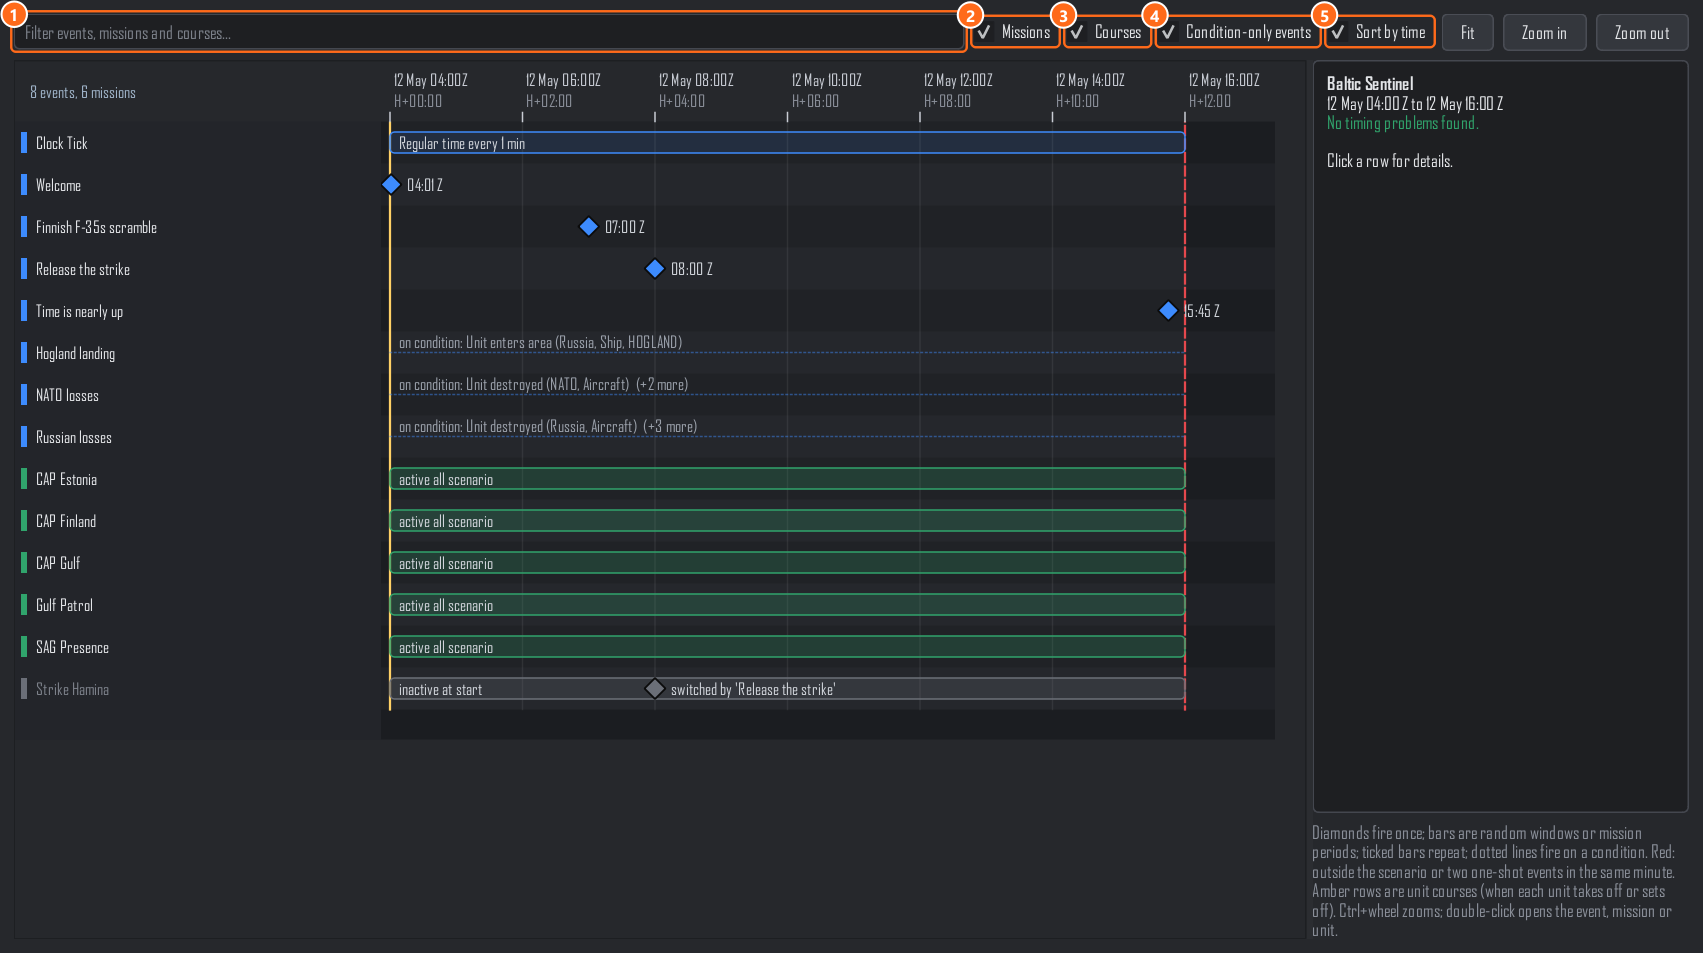 1
Filter events, missions and courses...
2
Missions
3
Courses
4
Condition-only events
5
Sort by time
Fit
Zoom in
Zoom out
8 events, 6 missions
12 May 04:00Z
H+00:00
12 May 06:00Z
H+02:00
12 May 08:00Z
H+04:00
12 May 10:00Z
H+06:00
12 May 12:00Z
H+08:00
12 May 14:00Z
H+10:00
12 May 16:00Z
H+12:00
Clock Tick
Regular time every 1 min
Welcome
04:01 Z
Finnish F-35s scramble
07:00 Z
Release the strike
08:00 Z
Time is nearly up
15:45 Z
Hogland landing
on condition: Unit enters area (Russia, Ship, HOGLAND)
NATO losses
on condition: Unit destroyed (NATO, Aircraft) (+2 more)
Russian losses
on condition: Unit destroyed (Russia, Aircraft) (+3 more)
CAP Estonia
active all scenario
CAP Finland
active all scenario
CAP Gulf
active all scenario
Gulf Patrol
active all scenario
SAG Presence
active all scenario
Strike Hamina
inactive at start
switched by 'Release the strike'
Baltic Sentinel
12 May 04:00 Z to 12 May 16:00 Z
No timing problems found.
Click a row for details.
Diamonds fire once; bars are random windows or mission
periods; ticked bars repeat; dotted lines fire on a condition. Red:
outside the scenario or two one-shot events in the same minute.
Amber rows are unit courses (when each unit takes off or sets
off). Ctrl+wheel zooms; double-click opens the event, mission or
unit.